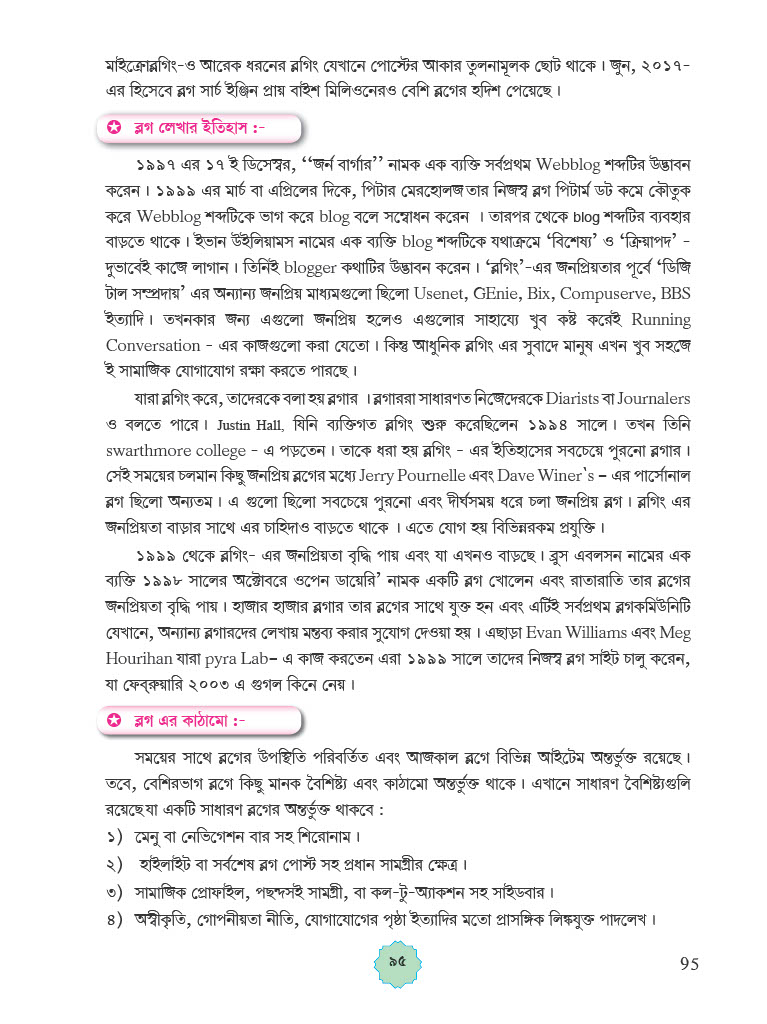 মাইক্রোব্লগিং-ও আরেক ধরনের ব্লগিং যেখানে পোস্টের আকার তুলনামূলক ছোট থাকে। জুন, ২০১৭-
এর হিসেবে ব্লগ সার্চ ইঞ্জিন প্রায় বাইশ মিলিওনেরও বেশি ব্লগের হদিশ পেয়েছে।
✪ ব্লগ লেখার ইতিহাস :-
১৯৯৭ এর ১৭ ই ডিসেম্বর, ‘‘জর্ন বার্গার’’ নামক এক ব্যক্তি সর্বপ্রথম Webblog শব্দটির উদ্ভাবন
করেন। ১৯৯৯ এর মার্চ বা এপ্রিলের দিকে, পিটার মেরহোলজ তার নিজস্ব ব্লগ পিটার্ম ডট কমে কৌতুক
করে Webblog শব্দটিকে ভাগ করে blog বলে সম্বোধন করেন । তারপর থেকে blog শব্দটির ব্যবহার
বাড়তে থাকে। ইভান উইলিয়ামস নামের এক ব্যক্তি blog শব্দটিকে যথাক্রমে ‘বিশেষ্য’ ও ‘ক্রিয়াপদ’ -
দুভাবেই কাজে লাগান। তিনিই blogger কথাটির উদ্ভাবন করেন। ‘ব্লগিং’-এর জনপ্রিয়তার পূর্বে ‘ডিজি
টাল সম্প্রদায়’ এর অন্যান্য জনপ্রিয় মাধ্যমগুলো ছিলো Usenet, GEnie, Bix, Compuserve, BBS
ইত্যাদি। তখনকার জন্য এগুলো জনপ্রিয় হলেও এগুলোর সাহায্যে খুব কষ্ট করেই Running
Conversation - এর কাজগুলো করা যেতো। কিন্তু আধুনিক ব্লগিং এর সুবাদে মানুষ এখন খুব সহজে
ই সামাজিক যোগাযোগ রক্ষা করতে পারছে।
যারা ব্লগিং করে, তাদেরকে বলা হয় ব্লগার । ব্লগাররা সাধারণত নিজেদেরকে Diarists বা Journalers
ও বলতে পারে। Justin Hall, যিনি ব্যক্তিগত ব্লগিং শুরু করেছিলেন ১৯৯৪ সালে। তখন তিনি
swarthmore college - এ পড়তেন। তাকে ধরা হয় ব্লগিং - এর ইতিহাসের সবচেয়ে পুরনো ব্লগার।
সেই সময়ের চলমান কিছু জনপ্রিয় ব্লগের মধ্যে Jerry Pournelle এবং Dave Winer`s – এর পার্সোনাল
ব্লগ ছিলো অন্যতম। এ গুলো ছিলো সবচেয়ে পুরনো এবং দীর্ঘসময় ধরে চলা জনপ্রিয় ব্লগ। ব্লগিং এর
জনপ্রিয়তা বাড়ার সাথে এর চাহিদাও বাড়তে থাকে । এতে যোগ হয় বিভিন্নরকম প্রযুক্তি।
১৯৯৯ থেকে ব্লগিং- এর জনপ্রিয়তা বৃদ্ধি পায় এবং যা এখনও বাড়ছে। ব্রুস এবলসন নামের এক
ব্যক্তি ১৯৯৮ সালের অক্টোবরে ওপেন ডায়েরি’ নামক একটি ব্লগ খোলেন এবং রাতারাতি তার ব্লগের
জনপ্রিয়তা বৃদ্ধি পায়। হাজার হাজার ব্লগার তার ব্লগের সাথে যুক্ত হন এবং এটিই সর্বপ্রথম ব্লগকমিউনিটি
যেখানে, অন্যান্য ব্লগারদের লেখায় মন্তব্য করার সুযোগ দেওয়া হয়। এছাড়া Evan Williams এবং Meg
Hourihan যারা pyra Lab– এ কাজ করতেন এরা ১৯৯৯ সালে তাদের নিজস্ব ব্লগ সাইট চালু করেন,
যা ফেব্রুয়ারি ২০০৩ এ গুগল কিনে নেয়।
✪ ব্লগ এর কাঠামো :-
সময়ের সাথে ব্লগের উপস্থিতি পরিবর্তিত এবং আজকাল ব্লগে বিভিন্ন আইটেম অন্তর্ভুক্ত রয়েছে।
তবে, বেশিরভাগ ব্লগে কিছু মানক বৈশিষ্ট্য এবং কাঠামো অন্তর্ভুক্ত থাকে। এখানে সাধারণ বৈশিষ্ট্যগুলি
রয়েছে যা একটি সাধারণ ব্লগের অন্তর্ভুক্ত থাকবে :
১) মেনু বা নেভিগেশন বার সহ শিরোনাম।
২) হাইলাইট বা সর্বশেষ ব্লগ পোস্ট সহ প্রধান সামগ্রীর ক্ষেত্র।
৩) সামাজিক প্রোফাইল, পছন্দসই সামগ্রী, বা কল-টু-অ্যাকশন সহ সাইডবার।
৪) অস্বীকৃতি, গোপনীয়তা নীতি, যোগাযোগের পৃষ্ঠা ইত্যাদির মতো প্রাসঙ্গিক লিঙ্কযুক্ত পাদলেখ।
৯৫
95